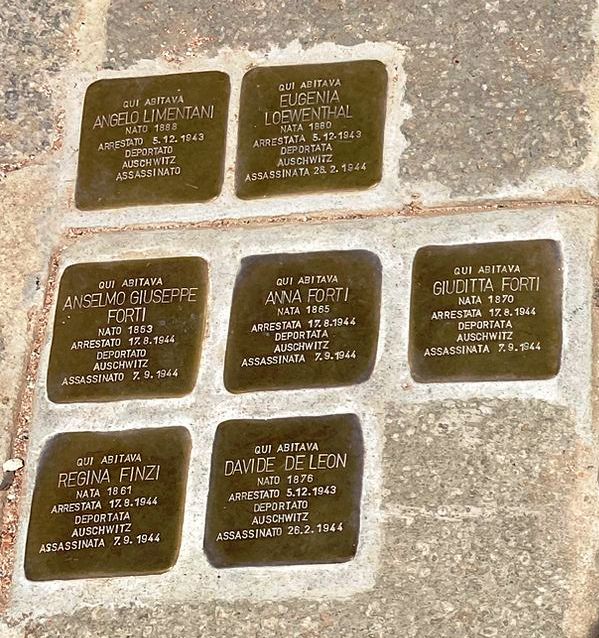 QUI ABITAVA
ANGELO LIMENTANI
NATO 1888
ARRESTATO 5.12.1943
DEPORTATO
AUSCHWITZ
ASSASSINATO
QUI ABITAVA
EUGENIA
LOEWENTHAL
NATA 1880
ARRESTATA 5.12.1943
DEPORTATA
AUSCHWITZ
ASSASSINATA 26.2.1944
QUI ABITAVA
ANSELMO GIUSEPPE
FORTI
NATO 1853
ARRESTATO 17.8.1944
DEPORTATO
AUSCHWITZ
ASSASSINATO 7.9.1944
QUI ABITAVA
ANNA FORTI
NATA 1865
ARRESTATA 17.8.1944
DEPORTATA
AUSCHWITZ
ASSASSINATA 7.9.1944
QUI ABITAVA
GIUDITTA FORTI
NATA 1870
ARRESTATA 17.8.1944
DEPORTATA
AUSCHWITZ
ASSASSINATA 7.9.1944
QUI ABITAVA
REGINA FINZI
NATA 1861
ARRESTATA 17.8.1944
DEPORTATA
AUSCHWITZ
ASSASSINATA 7.9.1944
QUI ABITAVA
DAVIDE DE LEON
NATO 1876
ARRESTATO 5.12.1943
DEPORTATO
AUSCHWITZ
ASSASSINATO 26.2.1944